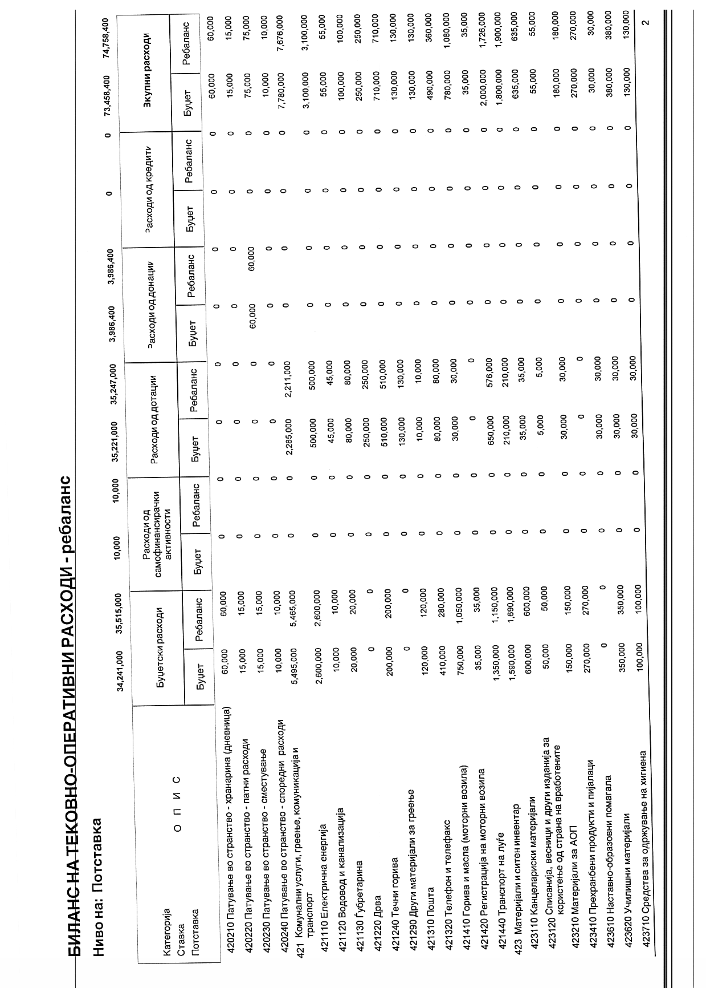 БИЛАНС НА ТЕКОВНО-ОПЕРАТИВНИ РАСХОДИ - ребаланс
Ниво на: Потставка
34,241,000 35,515,000 10,000 10,000 35,221,000 35,247,000 3,986,400 3,986,400 0 0 73,458,400 74,758,400
Категорија
Ставка
Потставка
О П И С
Буџетски расходи
Расходи од
самофинансирачки
активности
Расходи од дотации
Расходи од донации
Расходи од кредити
Вкупни расходи
Буџет Ребаланс Буџет Ребаланс Буџет Ребаланс Буџет Ребаланс Буџет Ребаланс Буџет Ребаланс
420210 Патување во странство - хранарина (дневница) 60,000 60,000 0 0 0 0 0 0 0 0 60,000 60,000
420220 Патување во странство - патни расходи 15,000 15,000 0 0 0 0 0 0 0 0 15,000 15,000
420230 Патување во странство - сместување 15,000 15,000 0 0 0 0 60,000 60,000 0 0 75,000 75,000
420240 Патување во странство - споредни расходи 10,000 10,000 0 0 0 0 0 0 0 0 10,000 10,000
421 Комунални услуги, греење, комуникација и 5,495,000 5,465,000 0 0 2,285,000 2,211,000 0 0 0 0 7,780,000 7,676,000
транспорт
421110 Електрична енергија 2,600,000 2,600,000 0 0 500,000 500,000 0 0 0 0 3,100,000 3,100,000
421120 Водовод и канализација 10,000 10,000 0 0 45,000 45,000 0 0 0 0 55,000 55,000
421130 Ѓубретарина 20,000 20,000 0 0 80,000 80,000 0 0 0 0 100,000 100,000
421220 Дрва 0 0 0 0 250,000 250,000 0 0 0 0 250,000 250,000
421240 Течни горива 200,000 200,000 0 0 510,000 510,000 0 0 0 0 710,000 710,000
421290 Други материјали за греење 0 0 0 0 130,000 130,000 0 0 0 0 130,000 130,000
421310 Пошта 120,000 120,000 0 0 10,000 10,000 0 0 0 0 130,000 130,000
421320 Телефон и телефакс 410,000 280,000 0 0 80,000 80,000 0 0 0 0 490,000 360,000
421410 Горива и масла (моторни возила) 750,000 1,050,000 0 0 30,000 30,000 0 0 0 0 780,000 1,080,000
421420 Регистрација на моторни возила 35,000 35,000 0 0 0 0 0 0 0 0 35,000 35,000
421440 Транспорт на луѓе 1,350,000 1,150,000 0 0 650,000 576,000 0 0 0 0 2,000,000 1,726,000
423 Материјали и ситен инвентар 1,590,000 1,690,000 0 0 210,000 210,000 0 0 0 0 1,800,000 1,900,000
423110 Канцелариски материјали 600,000 600,000 0 0 35,000 35,000 0 0 0 0 635,000 635,000
423120 Списанија, весници и други изданија за 50,000 50,000 0 0 5,000 5,000 0 0 0 0 55,000 55,000
користење од страна на вработените
423210 Материјали за АОП 150,000 150,000 0 0 30,000 30,000 0 0 0 0 180,000 180,000
423410 Прехранбени продукти и пијалаци 270,000 270,000 0 0 0 0 0 0 0 0 270,000 270,000
423610 Наставно-образовни помагала 0 0 0 0 30,000 30,000 0 0 0 0 30,000 30,000
423620 Училишни материјали 350,000 350,000 0 0 30,000 30,000 0 0 0 0 380,000 380,000
423710 Средства за одржување на хигиена 100,000 100,000 0 0 30,000 30,000 0 0 0 0 130,000 130,000
2